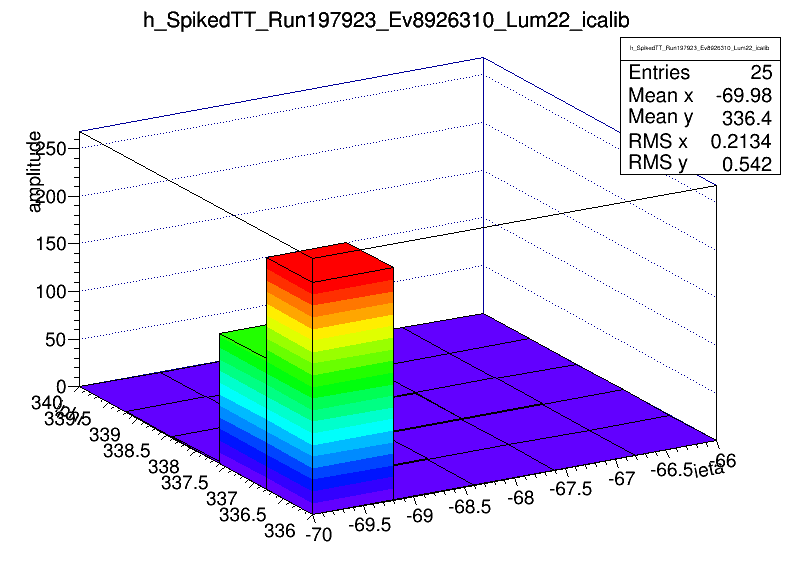 h_SpikedTT_Run197923_Ev8926310_Lum22_icalib
h_SpikedTT_Run197923_Ev8926310_Lum22_icalib
Entries 25
Mean x -69.98
Mean y 336.4
RMS x 0.2134
RMS y 0.542
amplitude
250
200
150
100
50
0
340
339.5
339
338.5
338
337.5
337
336.5
336
-70
-69.5
-69
-68.5
-68
-67.5
-67
-66.5
-66
ieta